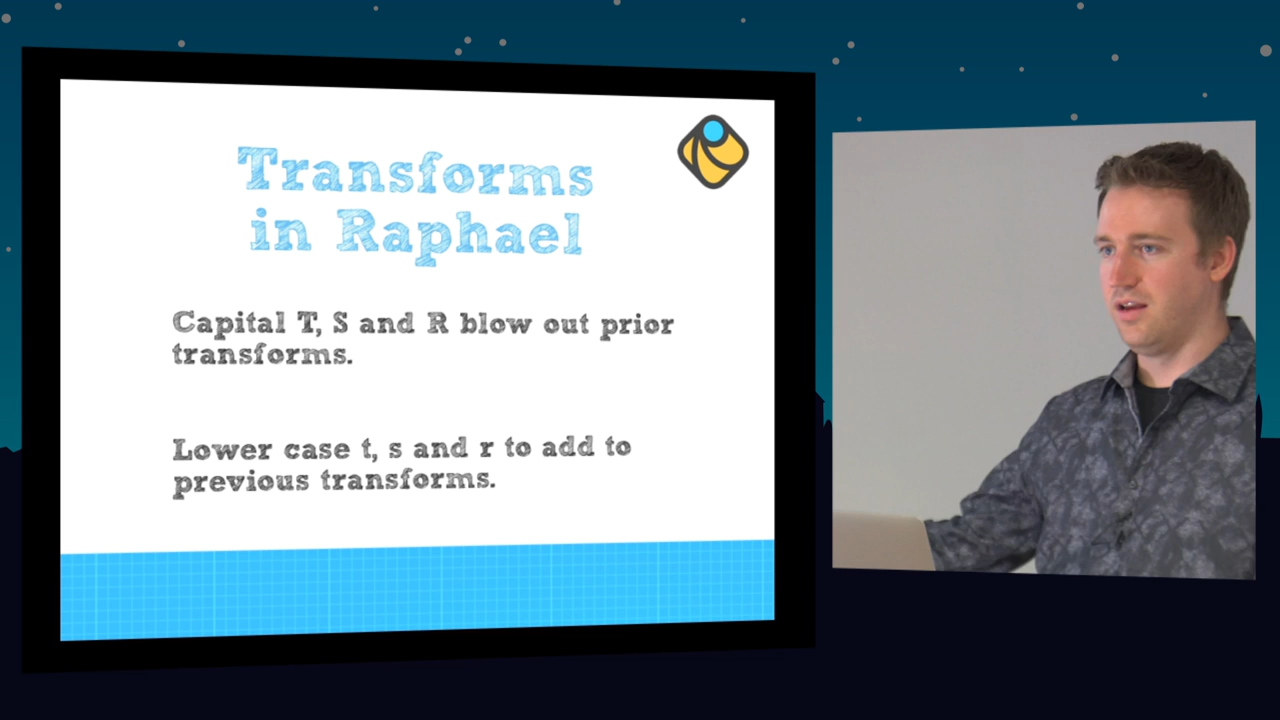 Transforms
in Raphael
Capital T, S and R blow out prior
transforms.
Lower case t, s and r to add to
previous transforms.